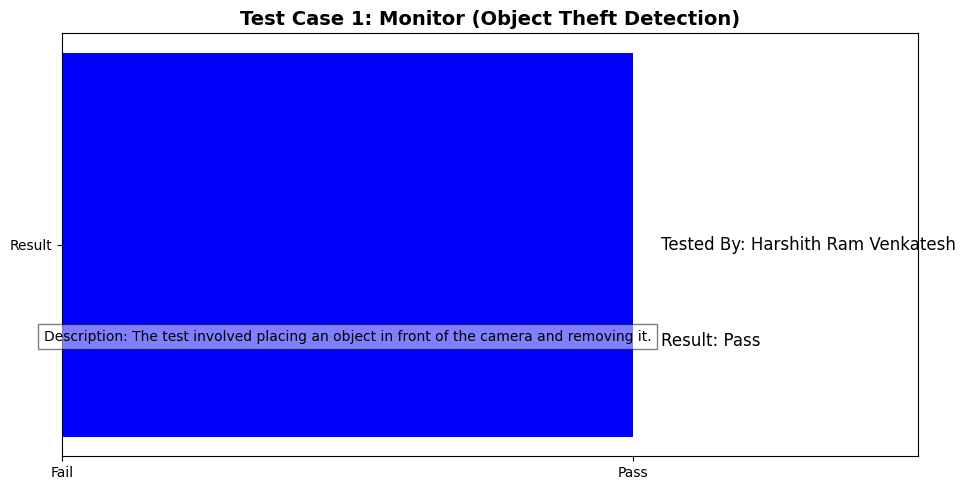 Test Case 1: Monitor (Object Theft Detection)
Result
Tested By: Harshith Ram Venkatesh
Description: The test involved placing an object in front of the camera and removing it.
Result: Pass
Fail
Pass